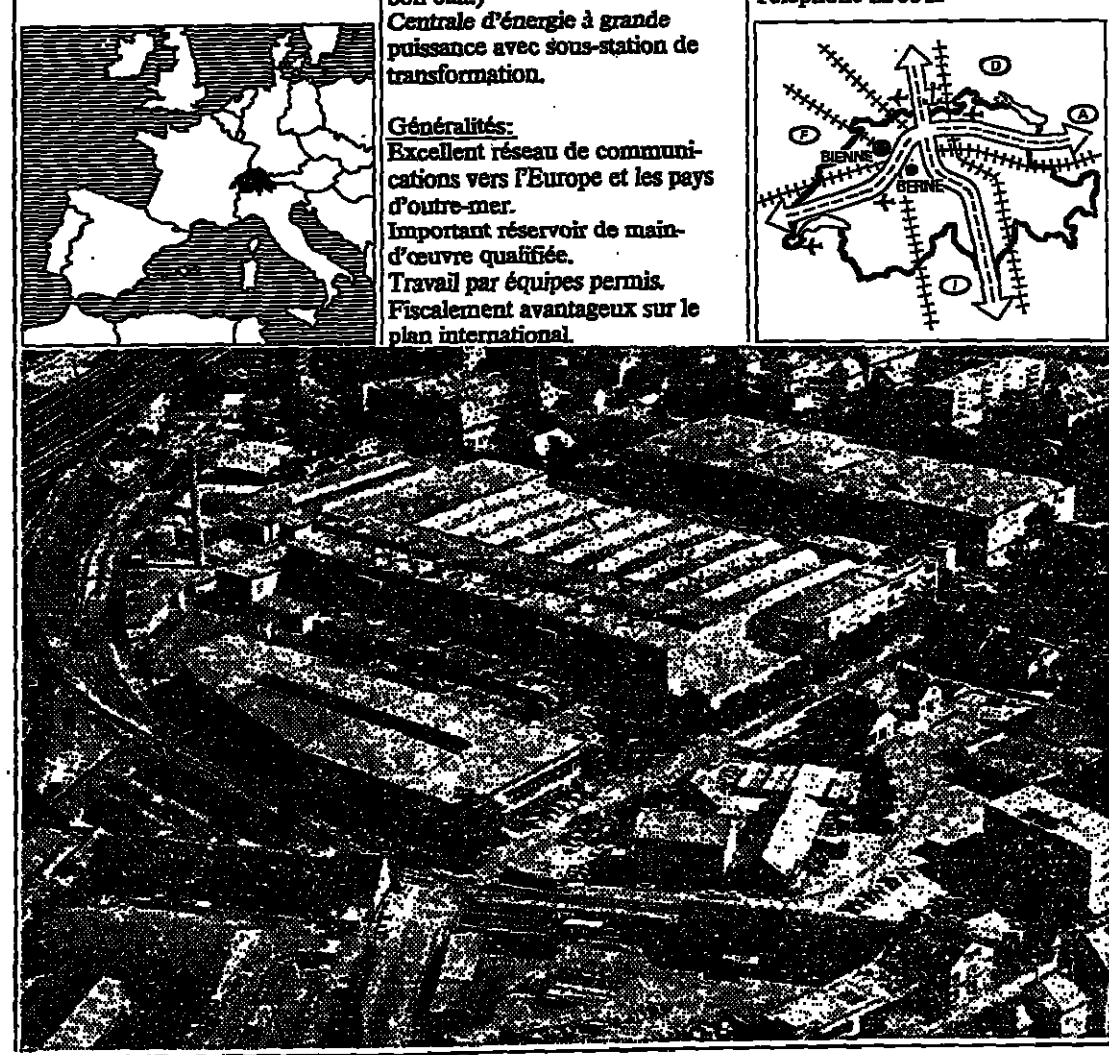 Centrale d'énergie à grande
puissance avec sous-station de
transformation.
Généralités:
Excellent réseau de communi-
cations vers l'Europe et les pays
d'outre-mer.
Important réservoir de main-
d'œuvre qualifiée.
Travail par équipes permis.
Fiscalement avantageux sur le
plan international.
D
A
F
BIENNE
BERNE
I